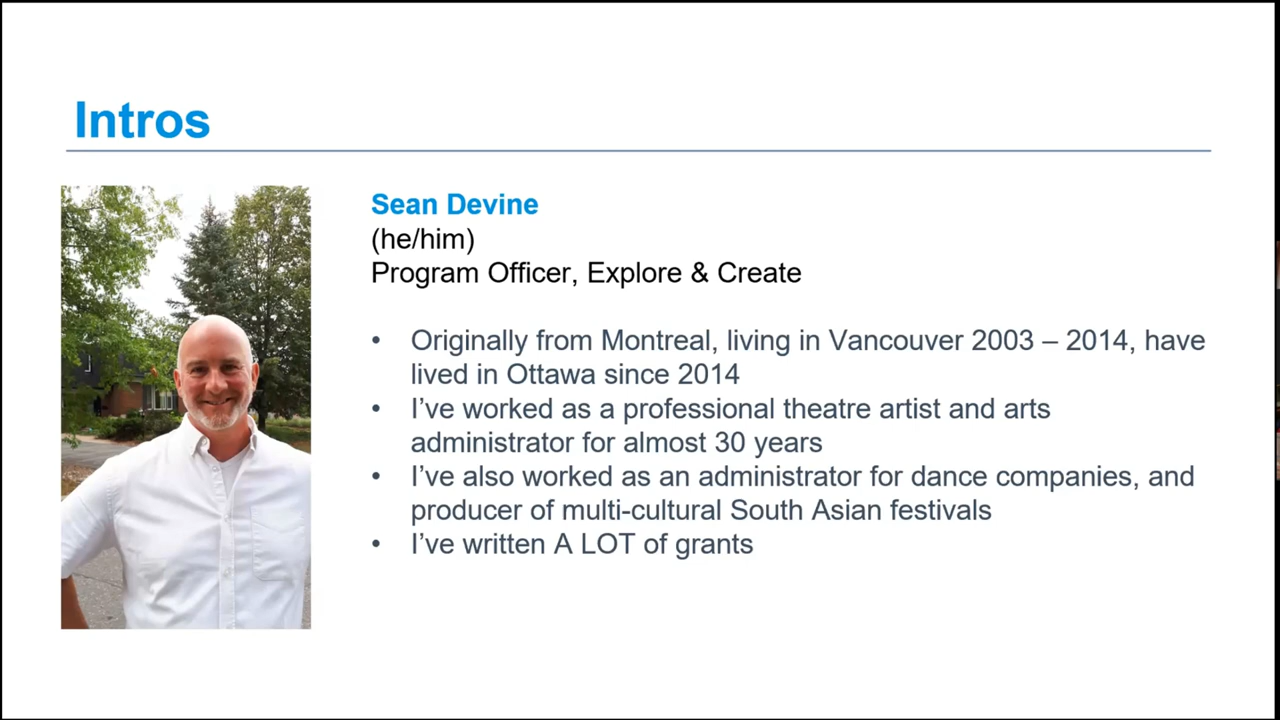 Intros
Sean Devine
(he/him)
Program Officer, Explore & Create
• Originally from Montreal, living in Vancouver 2003 – 2014, have
lived in Ottawa since 2014
• I’ve worked as a professional theatre artist and arts
administrator for almost 30 years
• I’ve also worked as an administrator for dance companies, and
producer of multi-cultural South Asian festivals
• I’ve written A LOT of grants